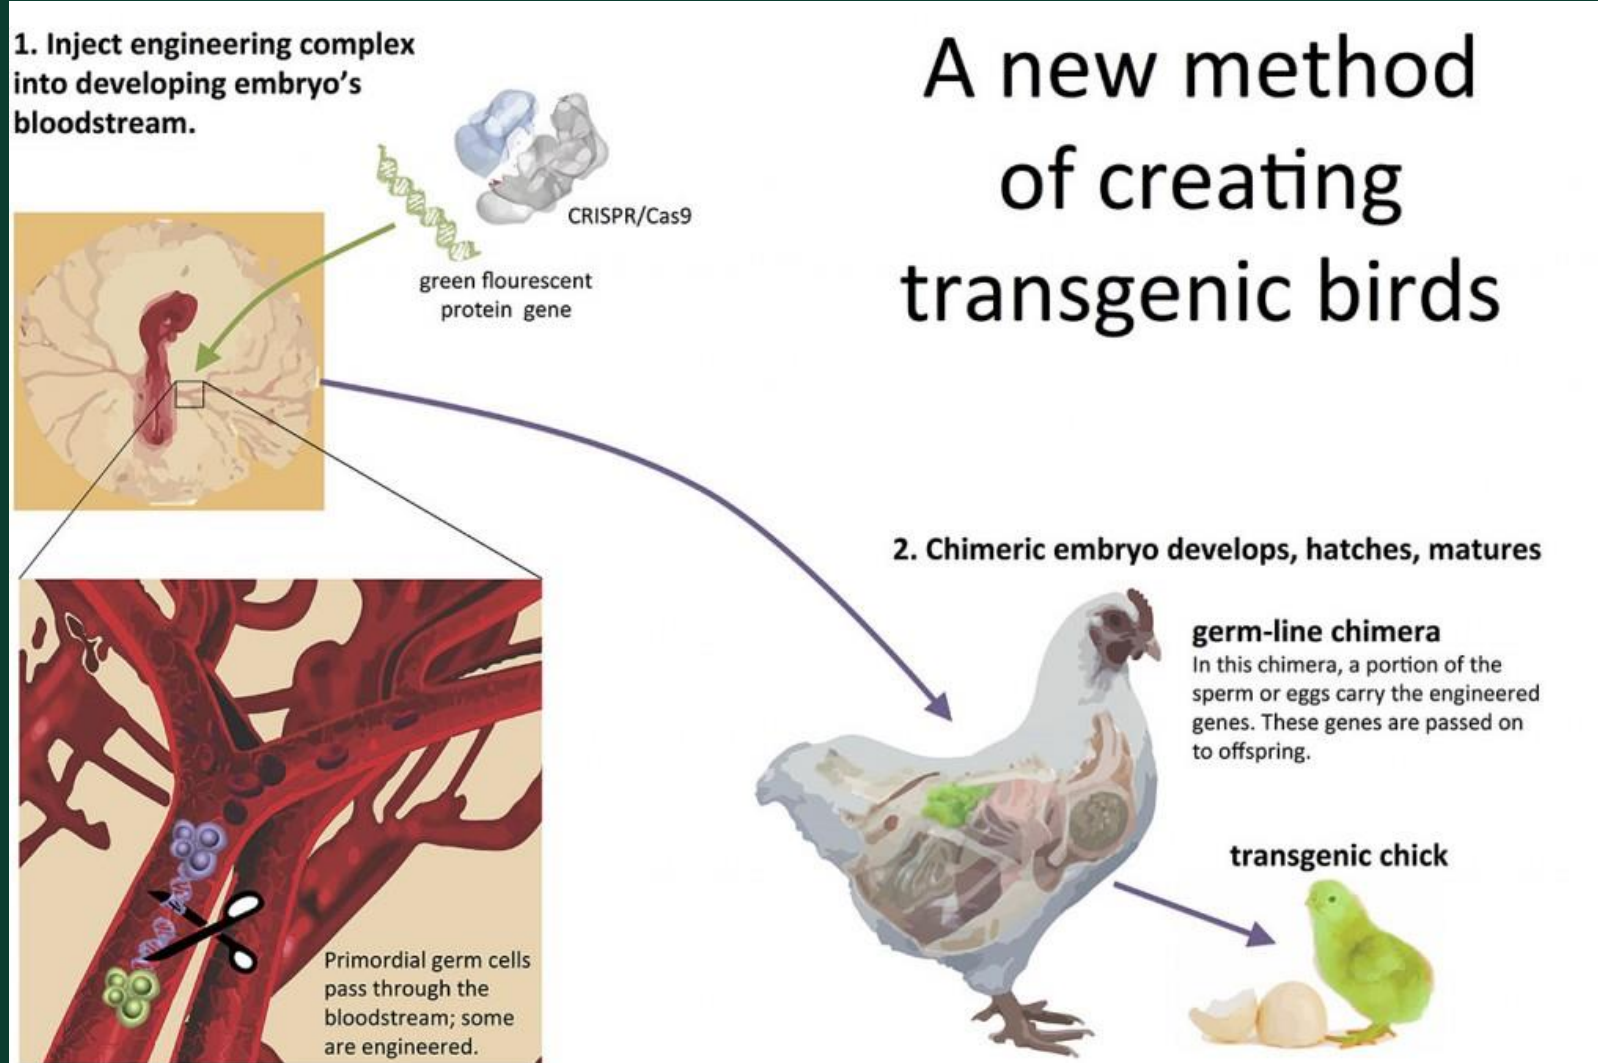 1. Inject engineering complex
into developing embryo's
bloodstream.
CRISPR/Cas9
green flourescent
protein gene
A new method
of creating
transgenic birds
Primordial germ cells
pass through the
bloodstream; some
are engineered.
2. Chimeric embryo develops, hatches, matures
germ-line chimera
In this chimera, a portion of the
sperm or eggs carry the engineered
genes. These genes are passed on
to offspring.
transgenic chick